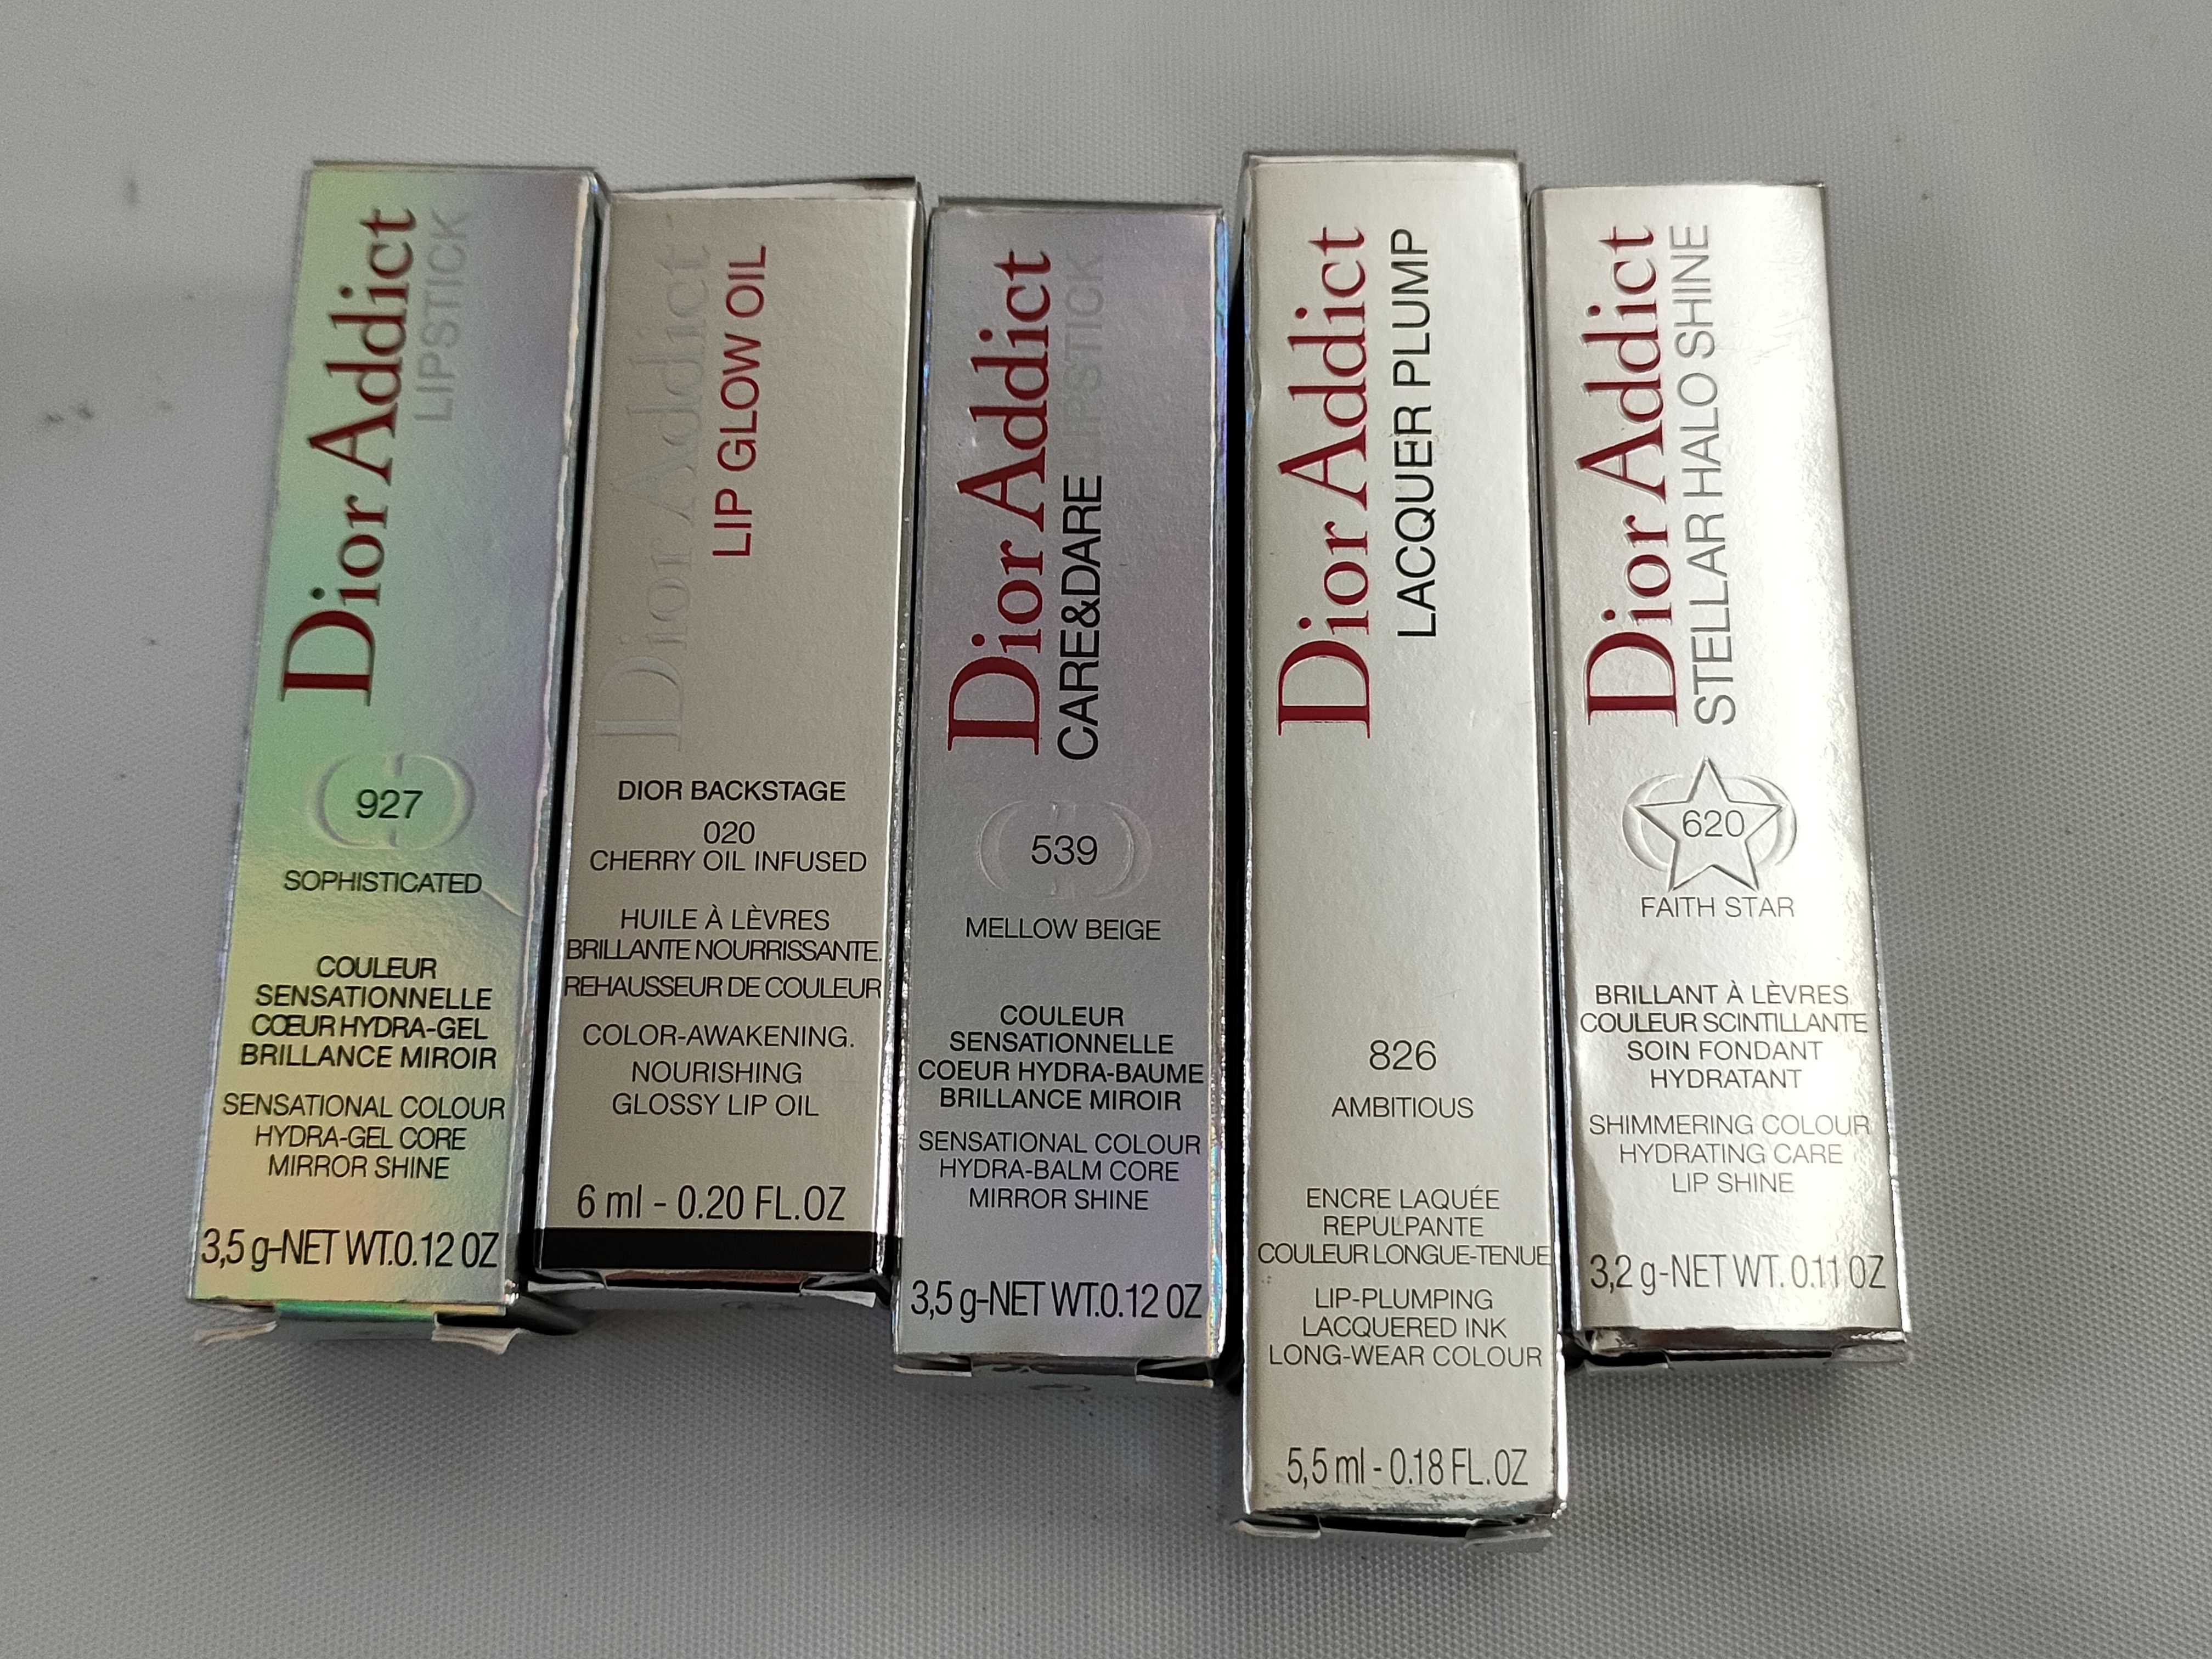 Dior Addict
LIPSTICK
927
SOPHISTICATED
COULEUR
SENSATIONNELLE
CŒUR HYDRA-GEL
BRILLANCE MIROIR
SENSATIONAL COLOUR
HYDRA-GEL CORE
MIRROR SHINE
3,5 g-NET WT.0.12 OZ
Dior Addict
LIP GLOW OIL
DIOR BACKSTAGE
020
CHERRY OIL INFUSED
HUILE À LÈVRES
BRILLANTE NOURRISSANTE.
REHAUSSEUR DE COULEUR
COLOR-AWAKENING.
NOURISHING
GLOSSY LIP OIL
6 ml - 0.20 FL.OZ
Dior Addict
CARE&DARE LIPSTICK
539
MELLOW BEIGE
COULEUR
SENSATIONNELLE
COEUR HYDRA-BAUME
BRILLANCE MIROIR
SENSATIONAL COLOUR
HYDRA-BALM CORE
MIRROR SHINE
3,5 g-NET WT.0.12 OZ
Dior Addict
LACQUER PLUMP
826
AMBITIOUS
ENCRE LAQUÉE
REPULPANTE
COULEUR LONGUE-TENUE
LIP-PLUMPING
LACQUERED INK
LONG-WEAR COLOUR
5,5 ml - 0.18 FL.OZ
Dior Addict
STELLAR HALO SHINE
620
FAITH STAR
BRILLANT À LÈVRES
COULEUR SCINTILLANTE
SOIN FONDANT
HYDRATANT
SHIMMERING COLOUR
HYDRATING CARE
LIP SHINE
3,2 g-NET WT. 0.11 OZ